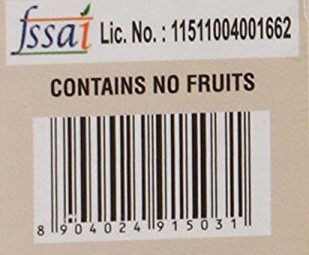 fssai Lic. No. : 11511004001662
CONTAINS NO FRUITS
8 904024 915031